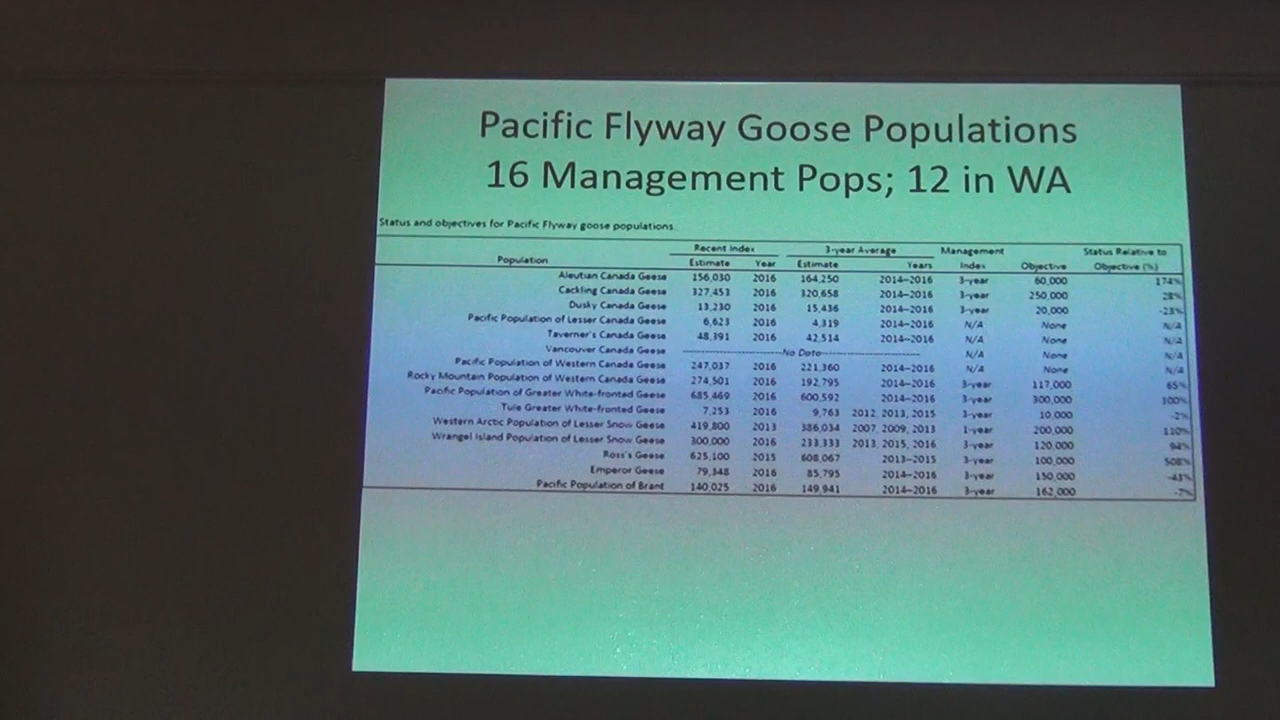 Pacific Flyway Goose Populations
16 Management Pops; 12 in WA
Status and objectives for Pacific Flyway goose populations.
Recent Index 3-year Average Management Status Relative to
Population Estimate Year Estimate Years Index Objective Objective (%)
Aleutian Canada Geese 156,030 2016 164,250 2014–2016 3-year 60,000 174%
Cackling Canada Geese 327,453 2016 320,658 2014–2016 3-year 250,000 28%
Dusky Canada Geese 13,230 2016 15,436 2014–2016 3-year 20,000 -23%
Pacific Population of Lesser Canada Geese 6,623 2016 4,319 2014–2016 N/A None N/A
Taverner's Canada Geese 48,391 2016 42,514 2014–2016 N/A None N/A
Vancouver Canada Geese ---No Data--- N/A None N/A
Pacific Population of Western Canada Geese 247,037 2016 221,360 2014–2016 N/A None N/A
Rocky Mountain Population of Western Canada Geese 274,501 2016 192,795 2014–2016 3-year 117,000 65%
Pacific Population of Greater White-fronted Geese 685,469 2016 600,592 2014–2016 3-year 300,000 100%
Tule Greater White-fronted Geese 7,253 2016 9,763 2012, 2013, 2015 3-year 10,000 -2%
Western Arctic Population of Lesser Snow Geese 419,800 2013 386,034 2007, 2009, 2013 1-year 200,000 110%
Wrangel Island Population of Lesser Snow Geese 300,000 2016 233,333 2013, 2015, 2016 3-year 120,000 94%
Ross's Geese 625,100 2015 608,067 2013–2015 3-year 100,000 508%
Emperor Geese 79,348 2016 85,795 2014–2016 3-year 150,000 -43%
Pacific Population of Brant 140,025 2016 149,941 2014–2016 3-year 162,000 -7%